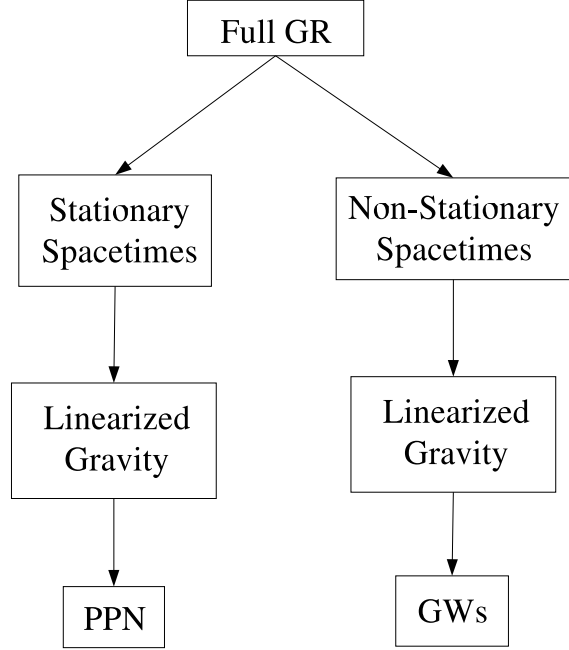 Full GR
Stationary
Spacetimes
Non-Stationary
Spacetimes
Linearized
Gravity
Linearized
Gravity
PPN
GWs